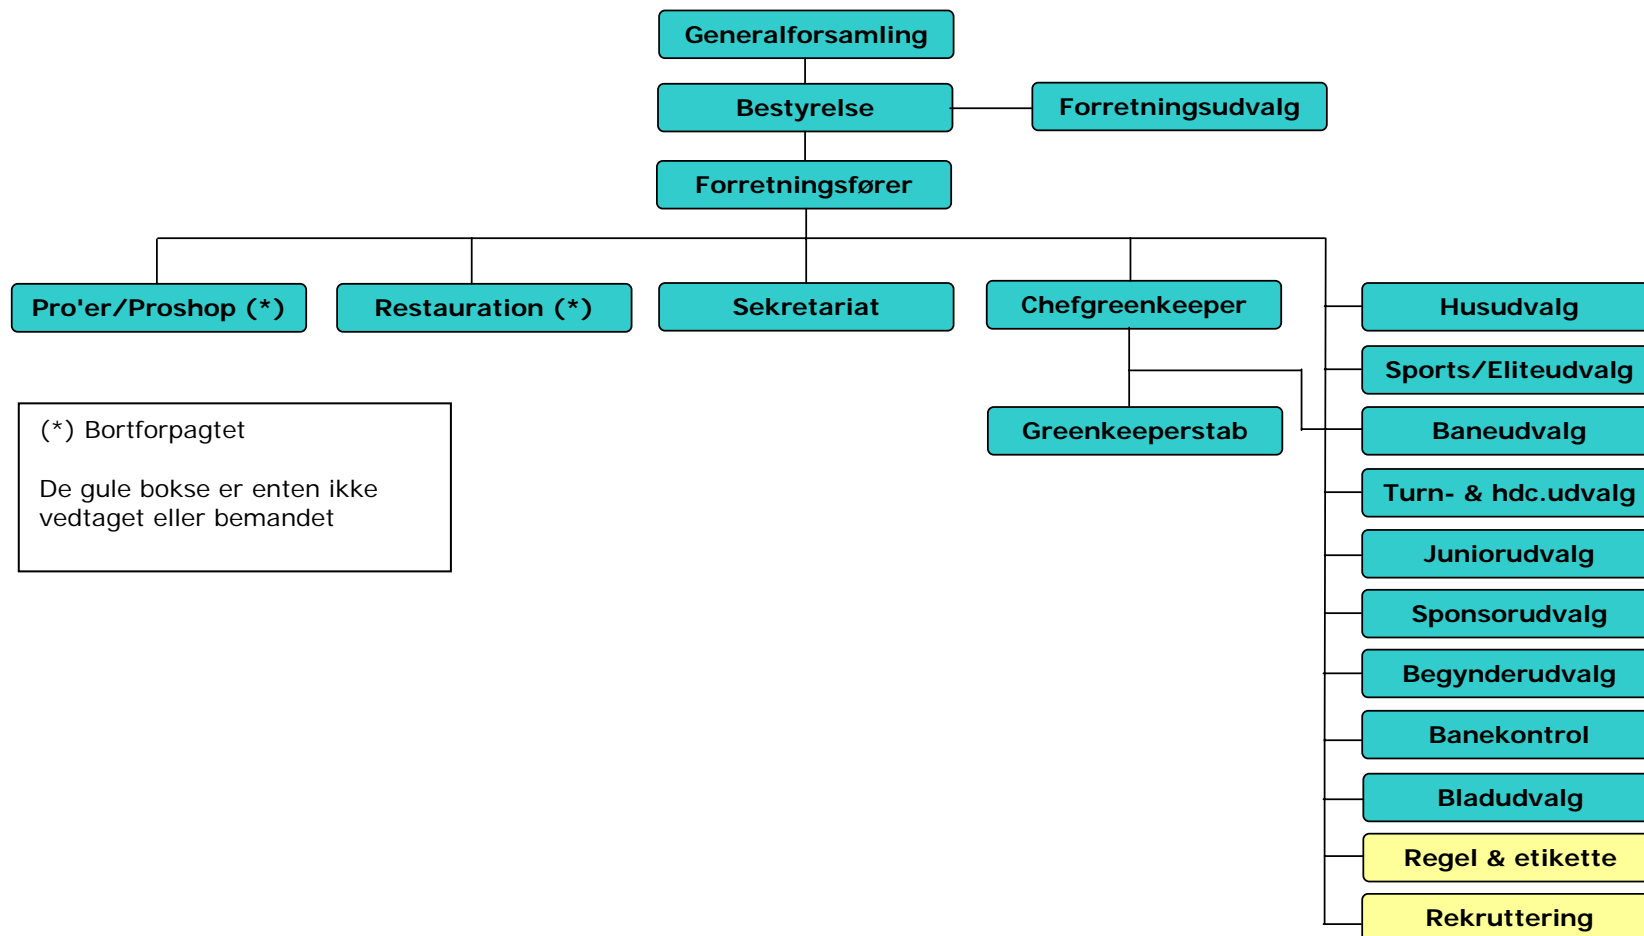 Generalforsamling
Bestyrelse
Forretningsudvalg
Forretningsfører
Pro'er/Proshop (*)
Restauration (*)
Sekretariat
Chefgreenkeeper
Greenkeeperstab
Husudvalg
Sports/Eliteudvalg
Baneudvalg
Turn- & hdc.udvalg
Juniorudvalg
Sponsorudvalg
Begynderudvalg
Banekontrol
Bladudvalg
Regel & etikette
Rekruttering
(*) Bortforpagtet
De gule bokse er enten ikke
vedtaget eller bemandet